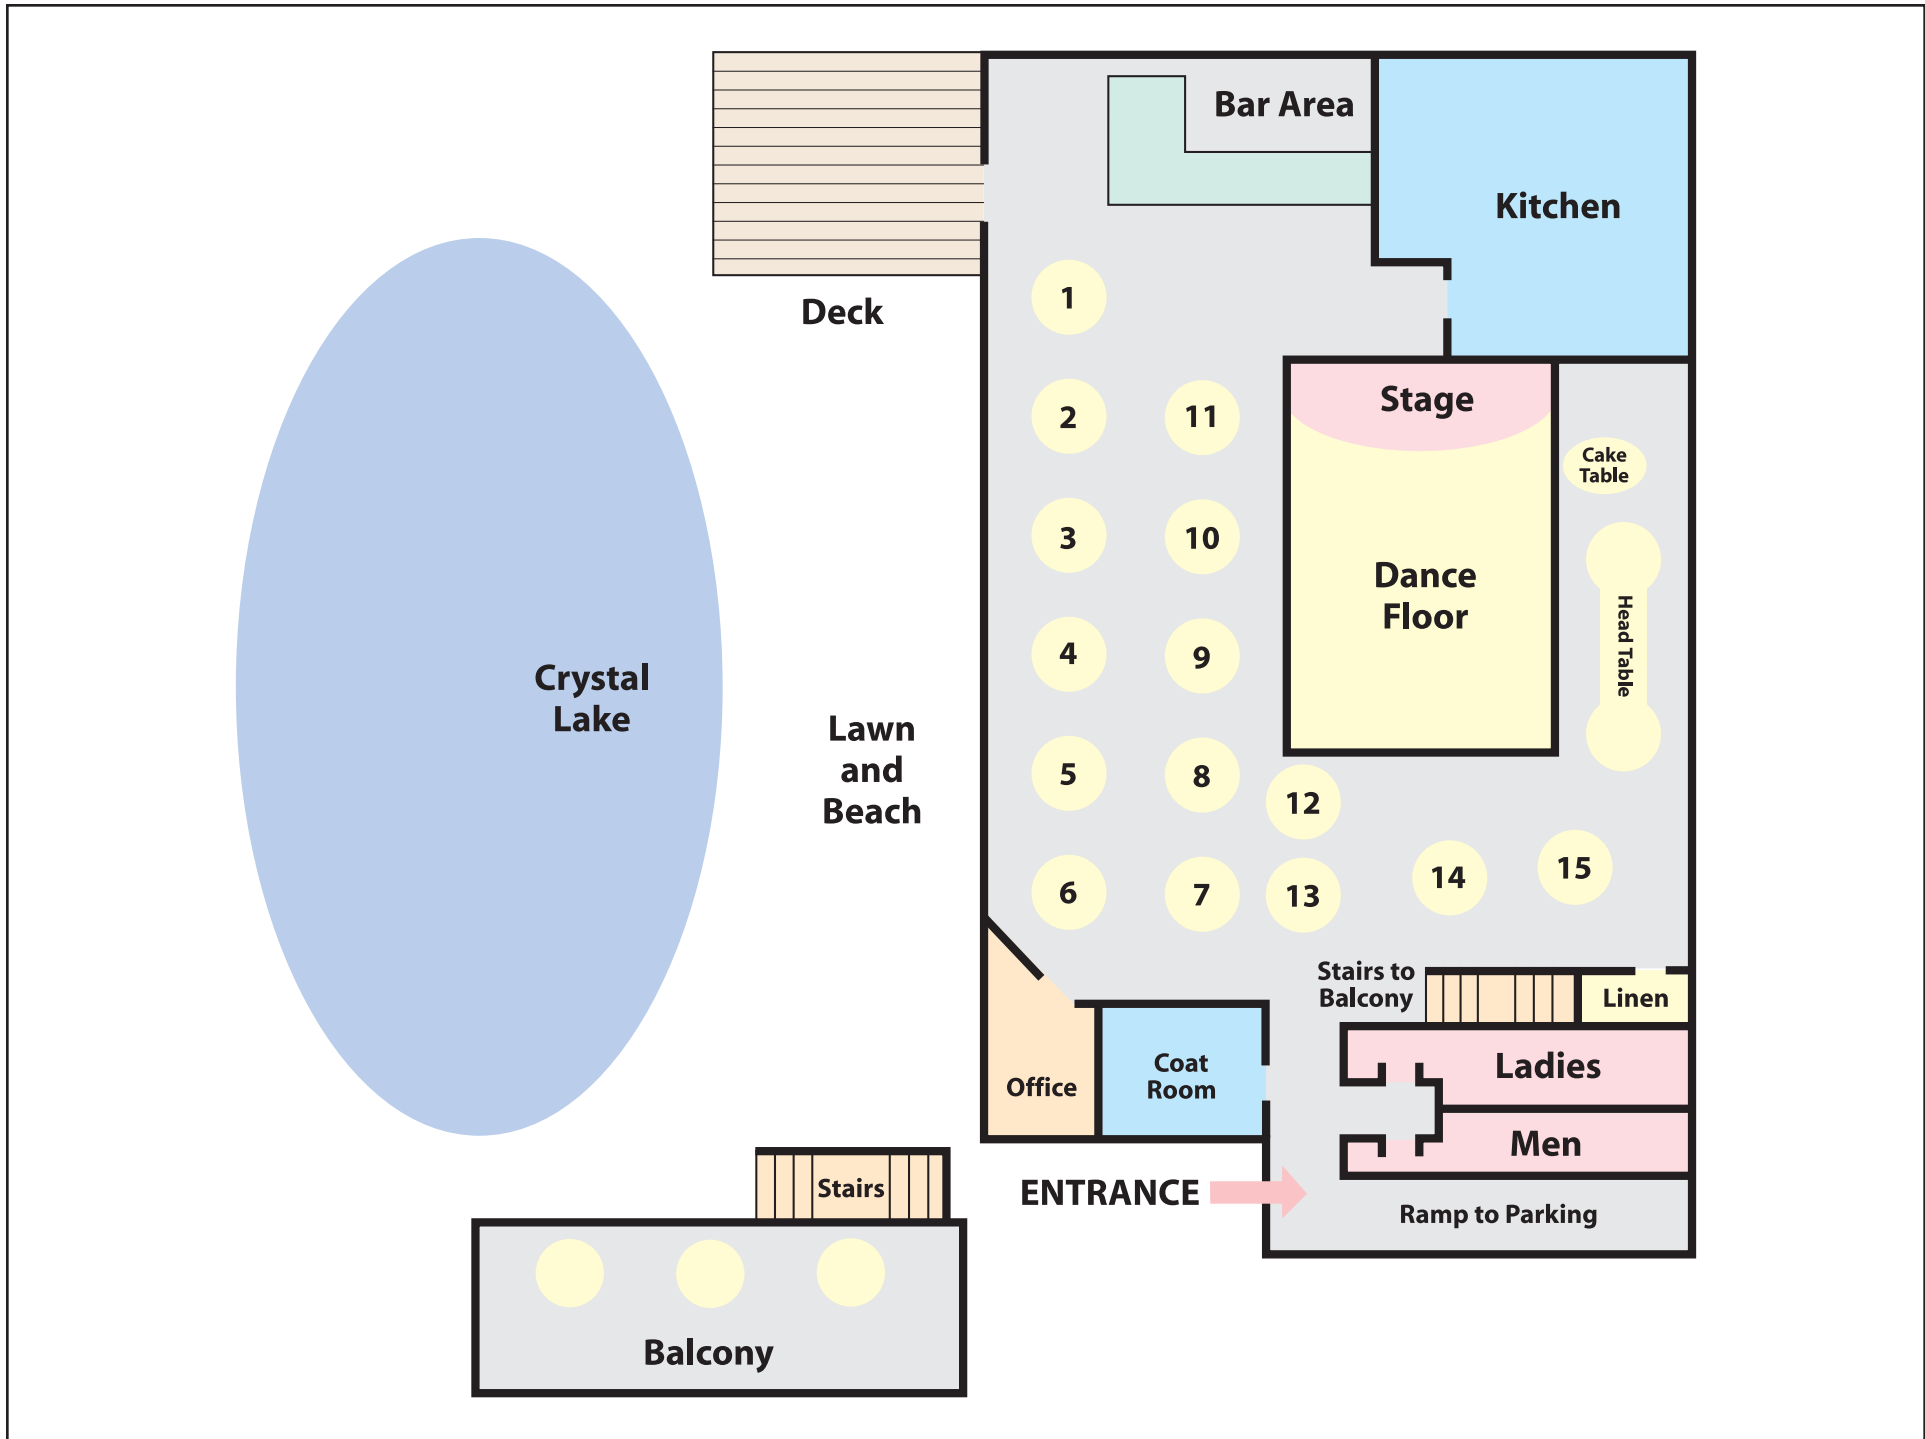 Bar Area
Kitchen
Deck
1
Stage
2
11
Cake
Table
3
10
Dance
Floor
Head Table
4
9
Crystal
Lake
Lawn
and
Beach
5
8
12
6
7
13
14
15
Stairs to
Balcony
Linen
Office
Coat
Room
Ladies
Men
ENTRANCE
Ramp to Parking
Stairs
Balcony